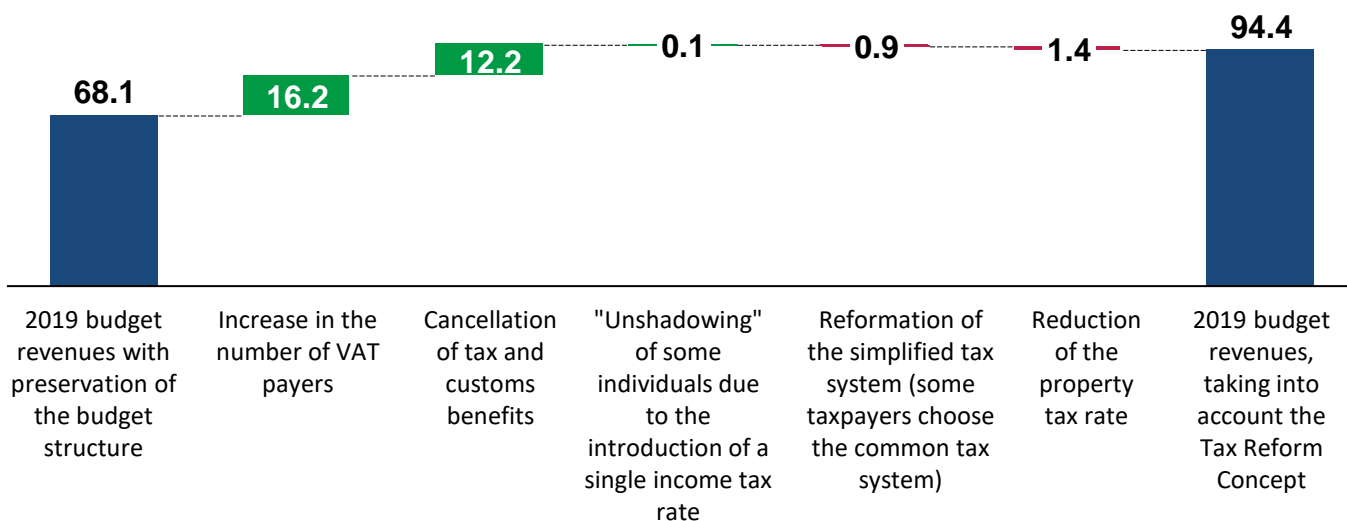 68.1
16.2
12.2
0.1
0.9
1.4
94.4
2019 budget
revenues with
preservation of
the budget
structure
Increase in the
number of VAT
payers
Cancellation
of tax and
customs
benefits
"Unshadowing"
of some
individuals due
to the
introduction of a
single income tax
rate
Reformation of
the simplified tax
system (some
taxpayers choose
the common tax
system)
Reduction
of the
property
tax rate
2019 budget
revenues,
taking into
account the
Tax Reform
Concept